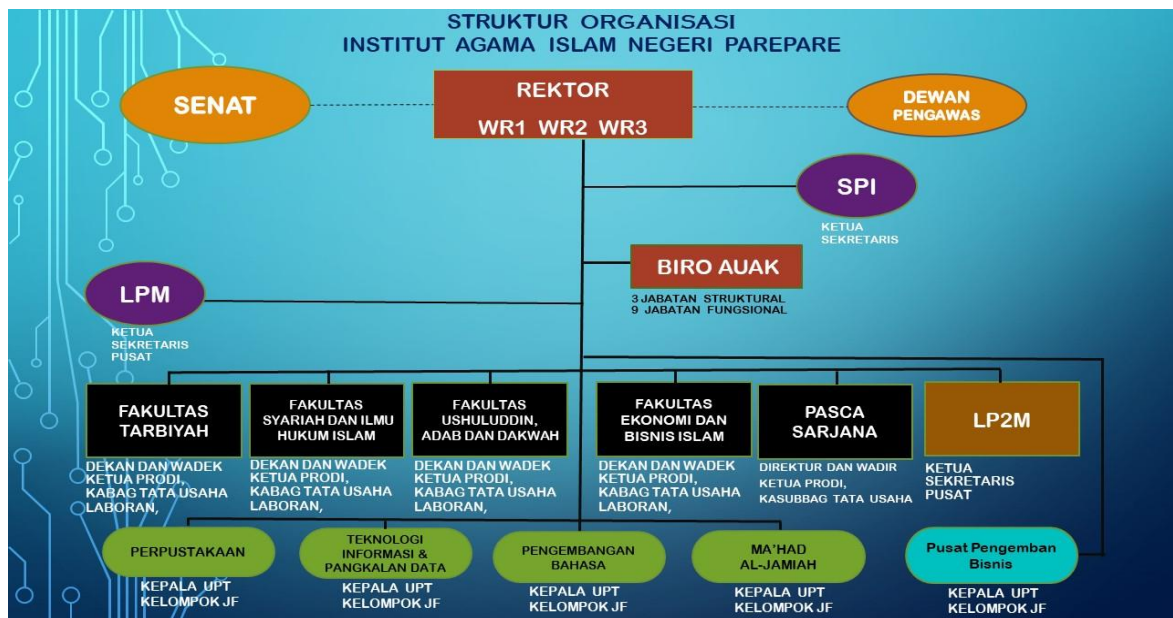 STRUKTUR ORGANISASI
INSTITUT AGAMA ISLAM NEGERI PAREPARE
SENAT
REKTOR
WR1 WR2 WR3
DEWAN
PENGAWAS
SPI
KETUA
SEKRETARIS
BIRO AUAK
3 JABATAN STRUKTURAL
9 JABATAN FUNGSIONAL
LPM
KETUA
SEKRETARIS
PUSAT
FAKULTAS
TARBIYAH
DEKAN DAN WADEK
KETUA PRODI,
KABAG TATA USAHA
LABORAN,
FAKULTAS
SYARIAH DAN ILMU
HUKUM ISLAM
DEKAN DAN WADEK
KETUA PRODI,
KABAG TATA USAHA
LABORAN,
FAKULTAS
USHULUDDIN,
ADAB DAN DAKWAH
DEKAN DAN WADEK
KETUA PRODI,
KABAG TATA USAHA
LABORAN,
FAKULTAS
EKONOMI DAN
BISNIS ISLAM
DEKAN DAN WADEK
KETUA PRODI,
KABAG TATA USAHA
LABORAN,
PASCA
SARJANA
DIREKTUR DAN WADIR
KETUA PRODI,
KASUBBAG TATA USAHA
LP2M
KETUA
SEKRETARIS
PUSAT
PERPUSTAKAAN
KEPALA UPT
KELOMPOK JF
TEKNOLOGI
INFORMASI &
PANGKALAN DATA
KEPALA UPT
KELOMPOK JF
PENGEMBANGAN
BAHASA
KEPALA UPT
KELOMPOK JF
MA'HAD
AL-JAMIAH
KEPALA UPT
KELOMPOK JF
Pusat Pengemban
Bisnis
KEPALA UPT
KELOMPOK JF